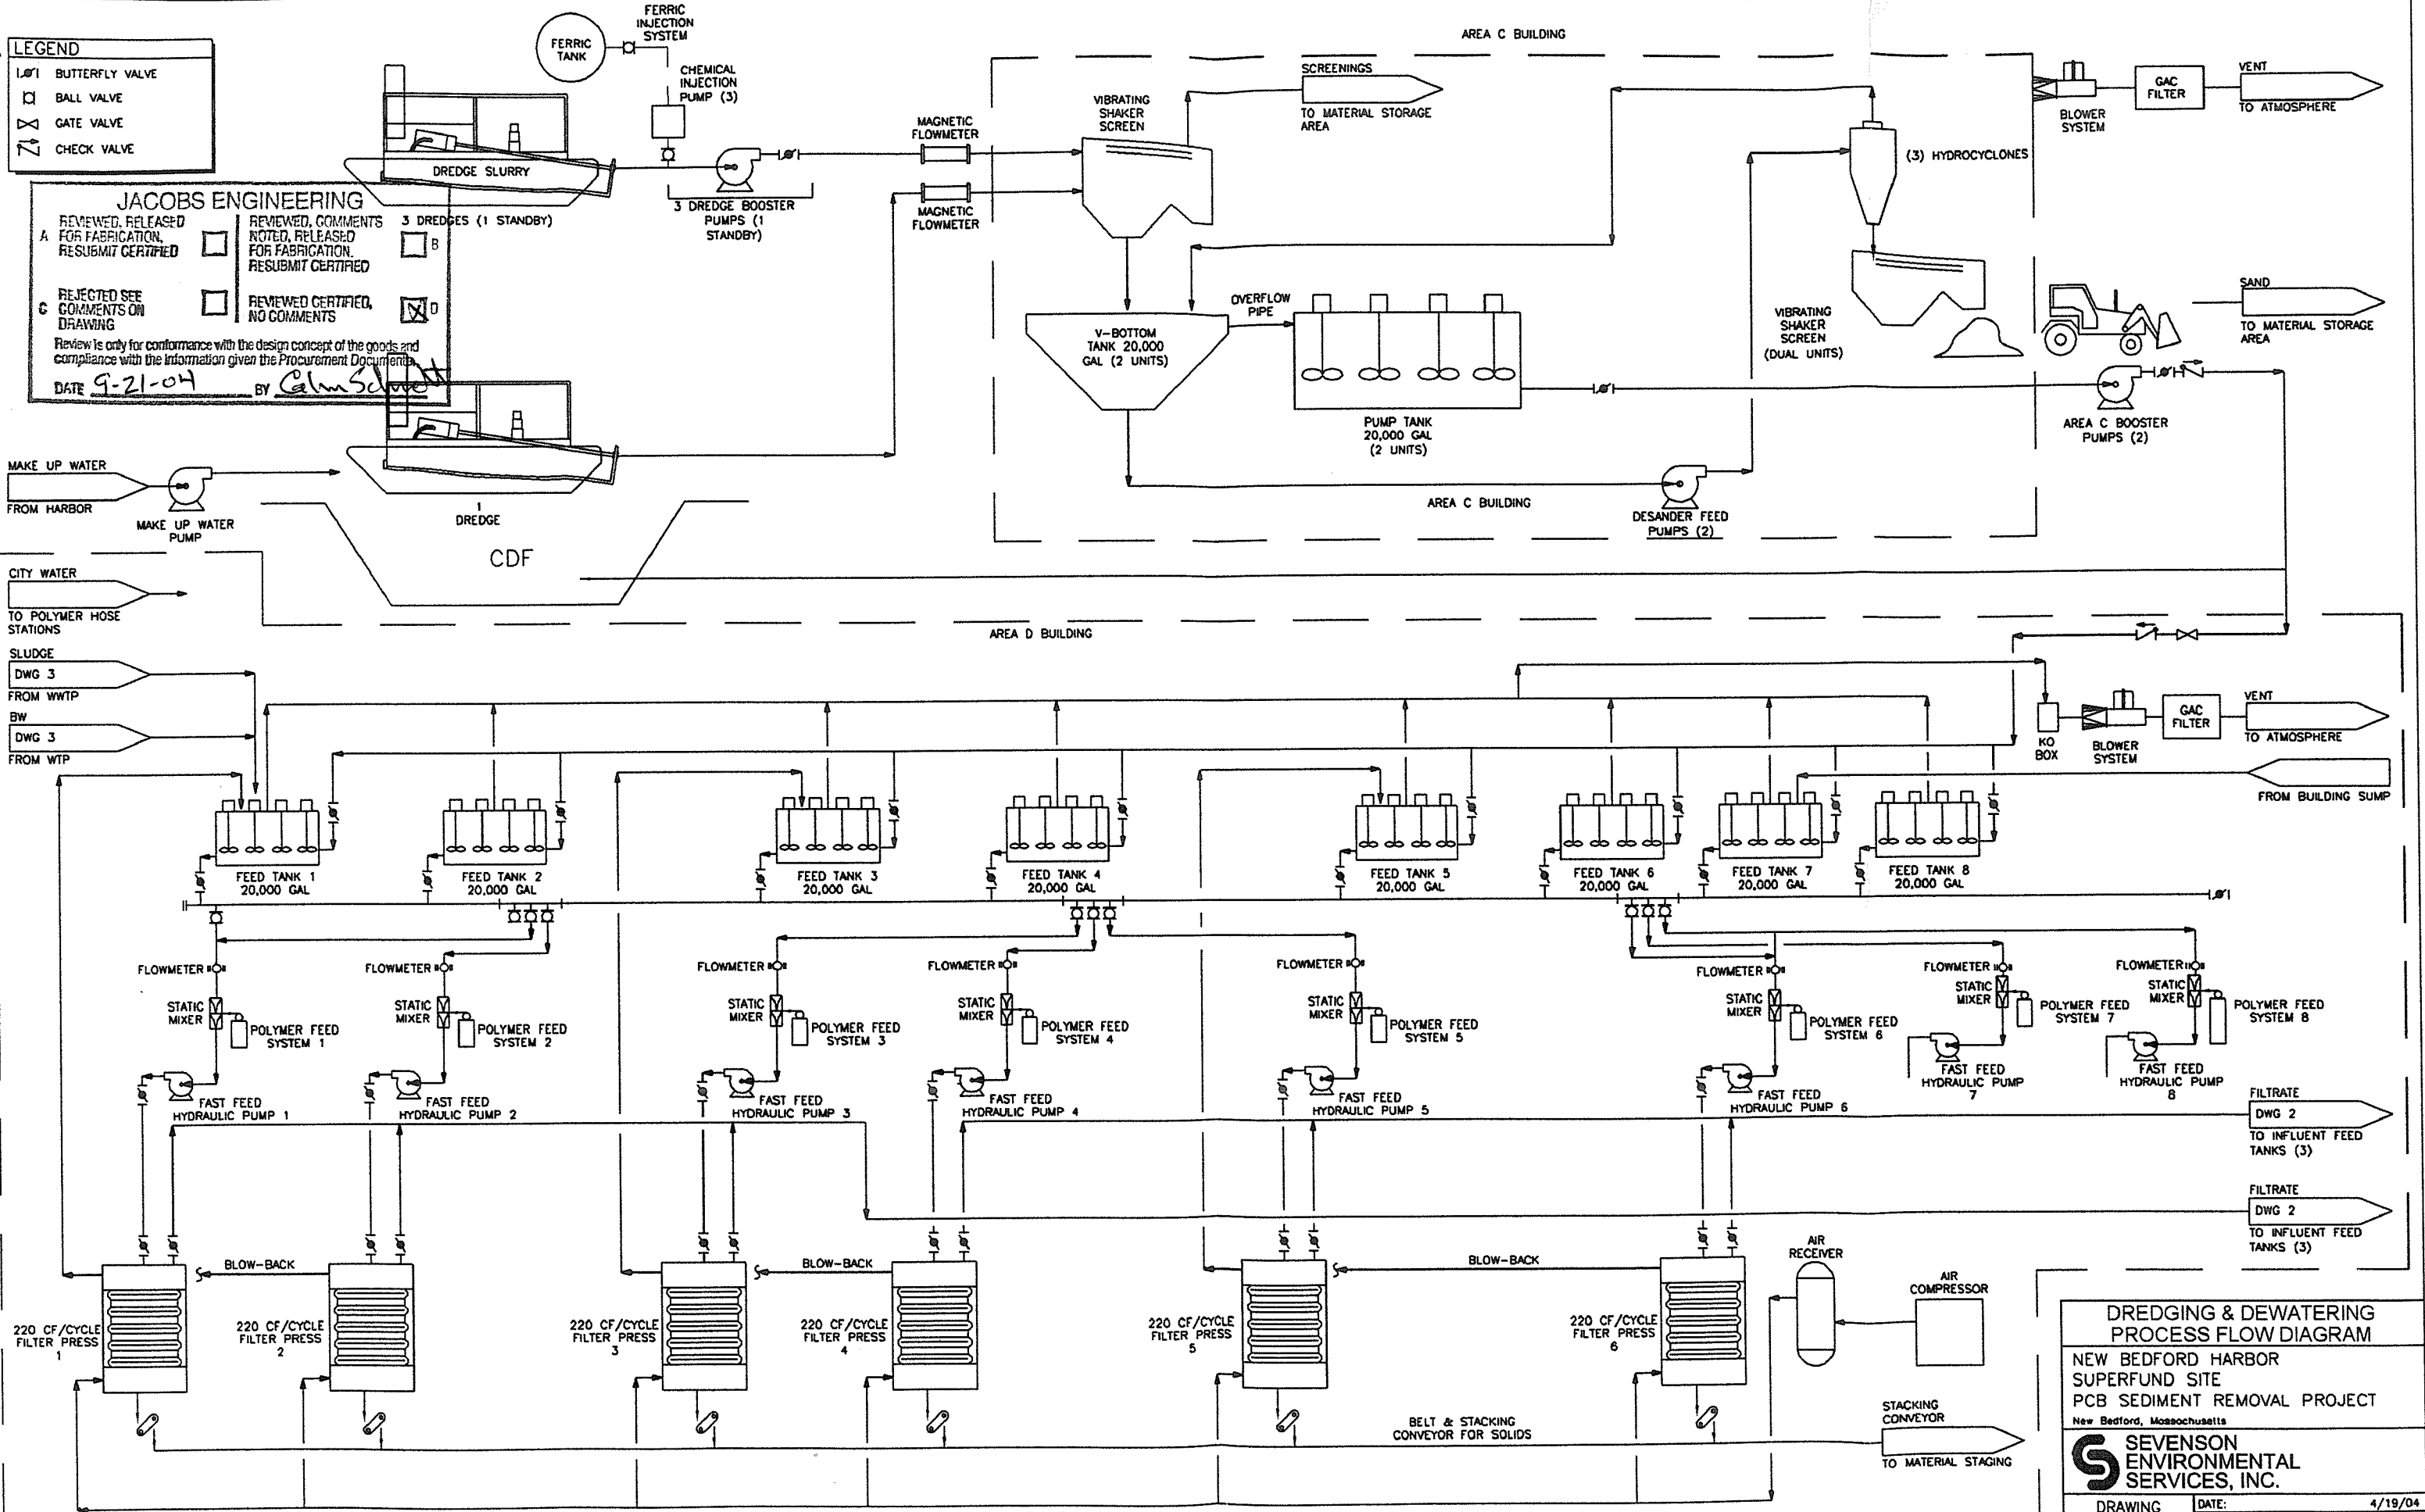 LEGEND
BUTTERFLY VALVE
BALL VALVE
GATE VALVE
CHECK VALVE
FERRIC
TANK
FERRIC
INJECTION
SYSTEM
CHEMICAL
INJECTION
PUMP (3)
DREDGE SLURRY
3 DREDGES (1 STANDBY)
3 DREDGE BOOSTER
PUMPS (1
STANDBY)
MAGNETIC
FLOWMETER
MAGNETIC
FLOWMETER
AREA C BUILDING
VIBRATING
SHAKER
SCREEN
SCREENINGS
TO MATERIAL STORAGE
AREA
(3) HYDROCYCLONES
BLOWER
SYSTEM
GAC
FILTER
VENT
TO ATMOSPHERE
JACOBS ENGINEERING
A REVIEWED, RELEASED
FOR FABRICATION,
RESUBMIT CERTIFIED
REVIEWED, COMMENTS
NOTED, RELEASED
FOR FABRICATION.
RESUBMIT CERTIFIED
B
C REJECTED SEE
COMMENTS ON
DRAWING
REVIEWED CERTIFIED,
NO COMMENTS
D
Review is only for conformance with the design concept of the goods and
compliance with the information given the Procurement Documents
DATE 9-21-04 BY
V-BOTTOM
TANK 20,000
GAL (2 UNITS)
OVERFLOW
PIPE
PUMP TANK
20,000 GAL
(2 UNITS)
VIBRATING
SHAKER
SCREEN
(DUAL UNITS)
SAND
TO MATERIAL STORAGE
AREA
AREA C BOOSTER
PUMPS (2)
DESANDER FEED
PUMPS (2)
AREA C BUILDING
MAKE UP WATER
FROM HARBOR
MAKE UP WATER
PUMP
1
DREDGE
CDF
CITY WATER
TO POLYMER HOSE
STATIONS
AREA D BUILDING
SLUDGE
DWG 3
FROM WWTP
BW
DWG 3
FROM WTP
KO
BOX
BLOWER
SYSTEM
GAC
FILTER
VENT
TO ATMOSPHERE
FROM BUILDING SUMP
FEED TANK 1
20,000 GAL
FEED TANK 2
20,000 GAL
FEED TANK 3
20,000 GAL
FEED TANK 4
20,000 GAL
FEED TANK 5
20,000 GAL
FEED TANK 6
20,000 GAL
FEED TANK 7
20,000 GAL
FEED TANK 8
20,000 GAL
FLOWMETER
STATIC
MIXER
POLYMER FEED
SYSTEM 1
FLOWMETER
STATIC
MIXER
POLYMER FEED
SYSTEM 2
FLOWMETER
STATIC
MIXER
POLYMER FEED
SYSTEM 3
FLOWMETER
STATIC
MIXER
POLYMER FEED
SYSTEM 4
FLOWMETER
STATIC
MIXER
POLYMER FEED
SYSTEM 5
FLOWMETER
STATIC
MIXER
POLYMER FEED
SYSTEM 6
FLOWMETER
STATIC
MIXER
POLYMER FEED
SYSTEM 7
FLOWMETER
STATIC
MIXER
POLYMER FEED
SYSTEM 8
FAST FEED
HYDRAULIC PUMP 1
FAST FEED
HYDRAULIC PUMP 2
FAST FEED
HYDRAULIC PUMP 3
FAST FEED
HYDRAULIC PUMP 4
FAST FEED
HYDRAULIC PUMP 5
FAST FEED
HYDRAULIC PUMP 6
FAST FEED
HYDRAULIC PUMP
7
FAST FEED
HYDRAULIC PUMP
8
FILTRATE
DWG 2
TO INFLUENT FEED
TANKS (3)
FILTRATE
DWG 2
TO INFLUENT FEED
TANKS (3)
BLOW-BACK
BLOW-BACK
BLOW-BACK
220 CF/CYCLE
FILTER PRESS
1
220 CF/CYCLE
FILTER PRESS
2
220 CF/CYCLE
FILTER PRESS
3
220 CF/CYCLE
FILTER PRESS
4
220 CF/CYCLE
FILTER PRESS
5
220 CF/CYCLE
FILTER PRESS
6
AIR
RECEIVER
AIR
COMPRESSOR
BELT & STACKING
CONVEYOR FOR SOLIDS
STACKING
CONVEYOR
TO MATERIAL STAGING
DREDGING & DEWATERING
PROCESS FLOW DIAGRAM
NEW BEDFORD HARBOR
SUPERFUND SITE
PCB SEDIMENT REMOVAL PROJECT
New Bedford, Massachusetts
SEVENSON
ENVIRONMENTAL
SERVICES, INC.
DRAWING
DATE: 4/19/04